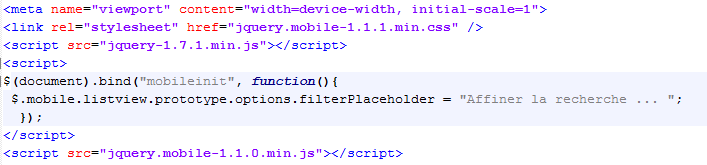 <meta name="viewport" content="width=device-width, initial-scale=1">
<link rel="stylesheet" href="jquery.mobile-1.1.1.min.css" />
<script src="jquery-1.7.1.min.js"></script>
<script>
$(document).bind("mobileinit", function(){
$.mobile.listview.prototype.options.filterPlaceholder = "Affiner la recherche ... ";
});
</script>
<script src="jquery.mobile-1.1.0.min.js"></script>